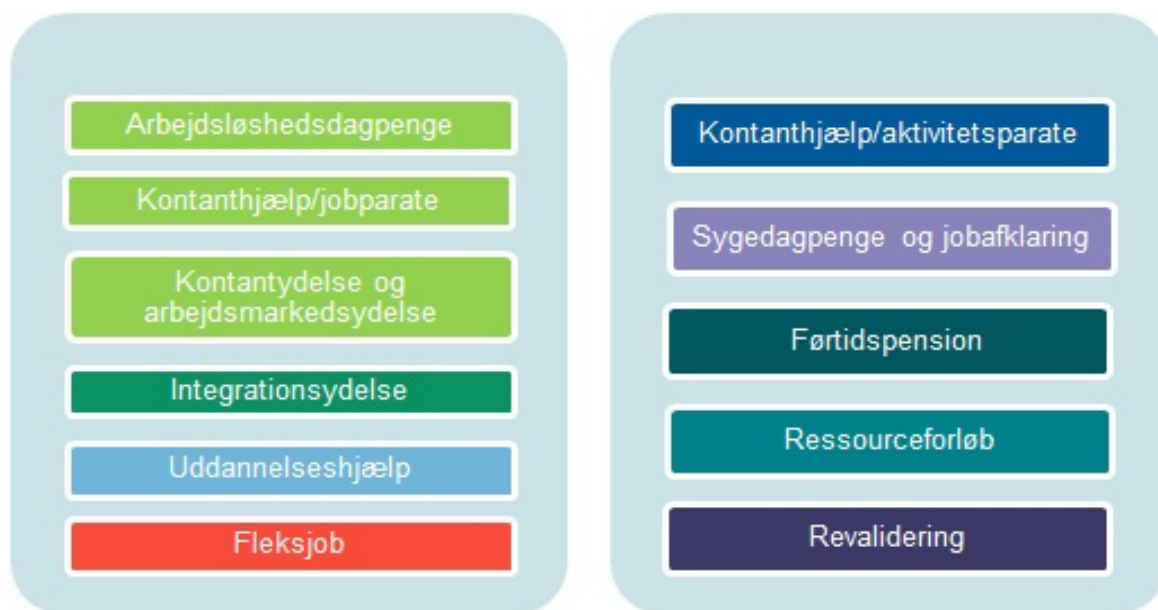 Arbejdsløshedsdagpenge
Kontanthjælp/jobparate
Kontantydelse og
arbejdsmarkedsydelse
Integrationsydelse
Uddannelseshjælp
Fleksjob
Kontanthjælp/aktivitetsparate
Sygedagpenge og jobafklaring
Førtidspension
Ressourceforløb
Revalidering